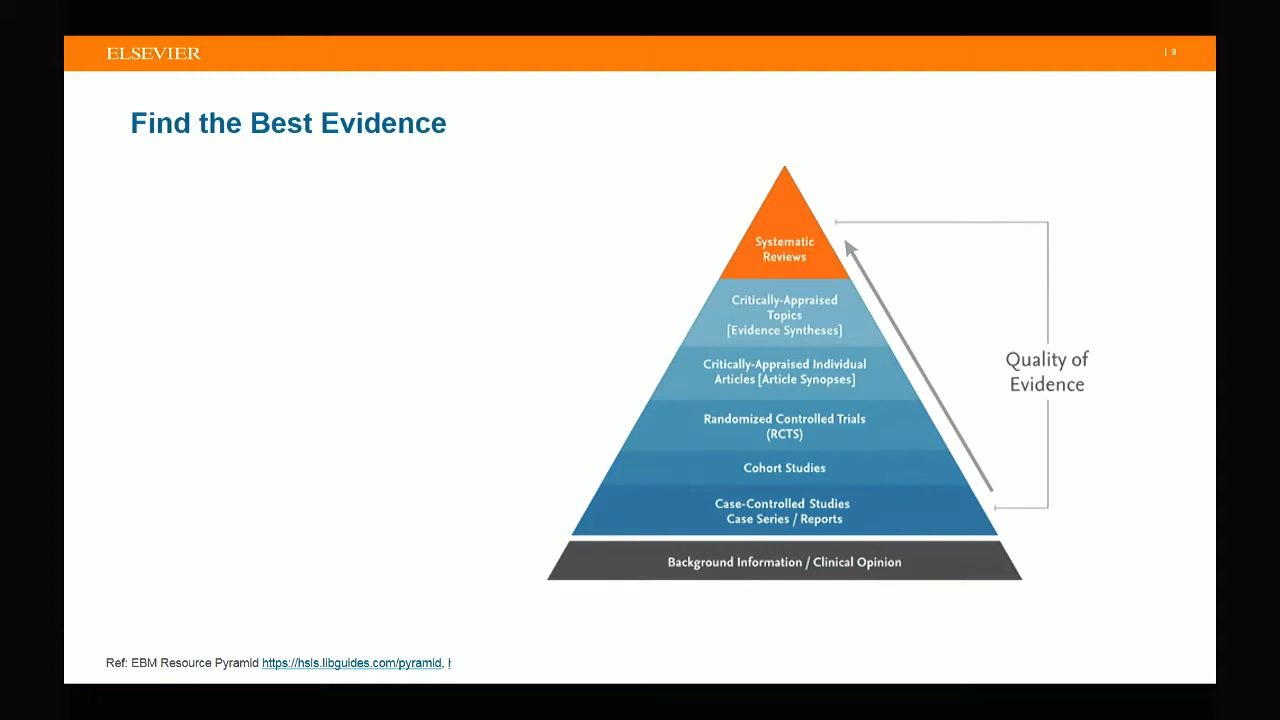 ELSEVIER
| 9
Find the Best Evidence
Systematic
Reviews
Critically-Appraised
Topics
[Evidence Syntheses]
Critically-Appraised Individual
Articles [Article Synopses]
Randomized Controlled Trials
(RCTS)
Cohort Studies
Case-Controlled Studies
Case Series / Reports
Background Information / Clinical Opinion
Quality of
Evidence
Ref: EBM Resource Pyramid https://hsls.libguides.com/pyramid, h